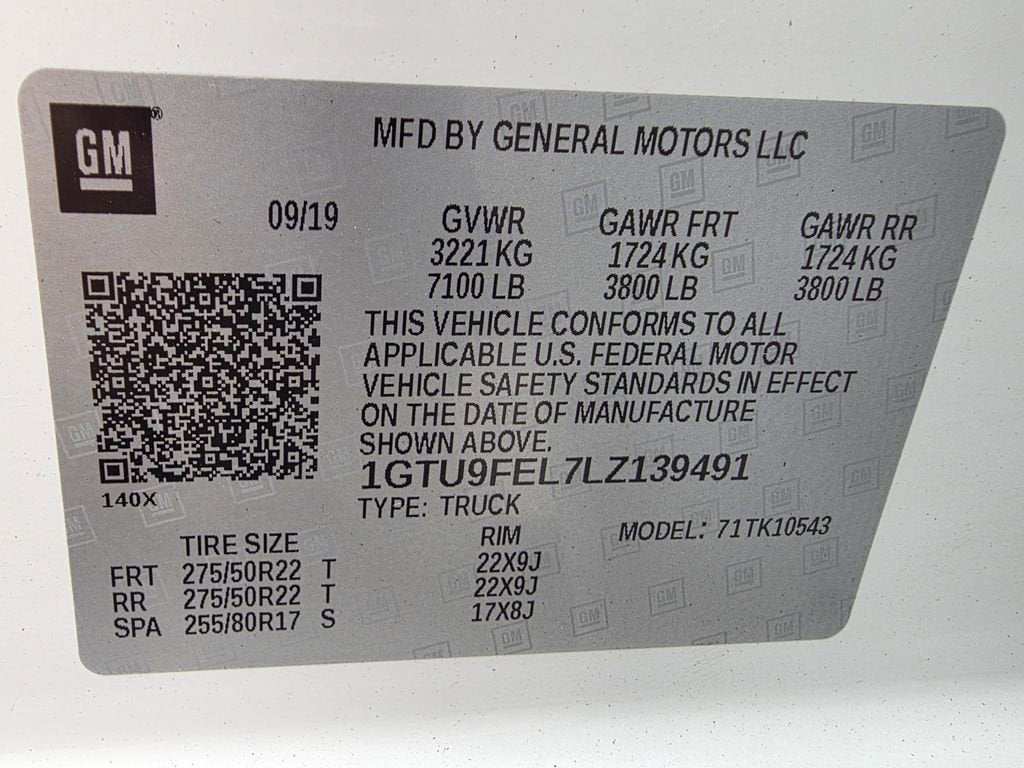 GM®
MFD BY GENERAL MOTORS LLC
09/19 GVWR GAWR FRT GAWR RR
3221 KG 1724 KG 1724 KG
7100 LB 3800 LB 3800 LB
THIS VEHICLE CONFORMS TO ALL
APPLICABLE U.S. FEDERAL MOTOR
VEHICLE SAFETY STANDARDS IN EFFECT
ON THE DATE OF MANUFACTURE
SHOWN ABOVE.
1GTU9FEL7LZ139491
140X
TYPE: TRUCK
MODEL: 71TK10543
TIRE SIZE RIM
FRT 275/50R22 T 22X9J
RR 275/50R22 T 22X9J
SPA 255/80R17 S 17X8J